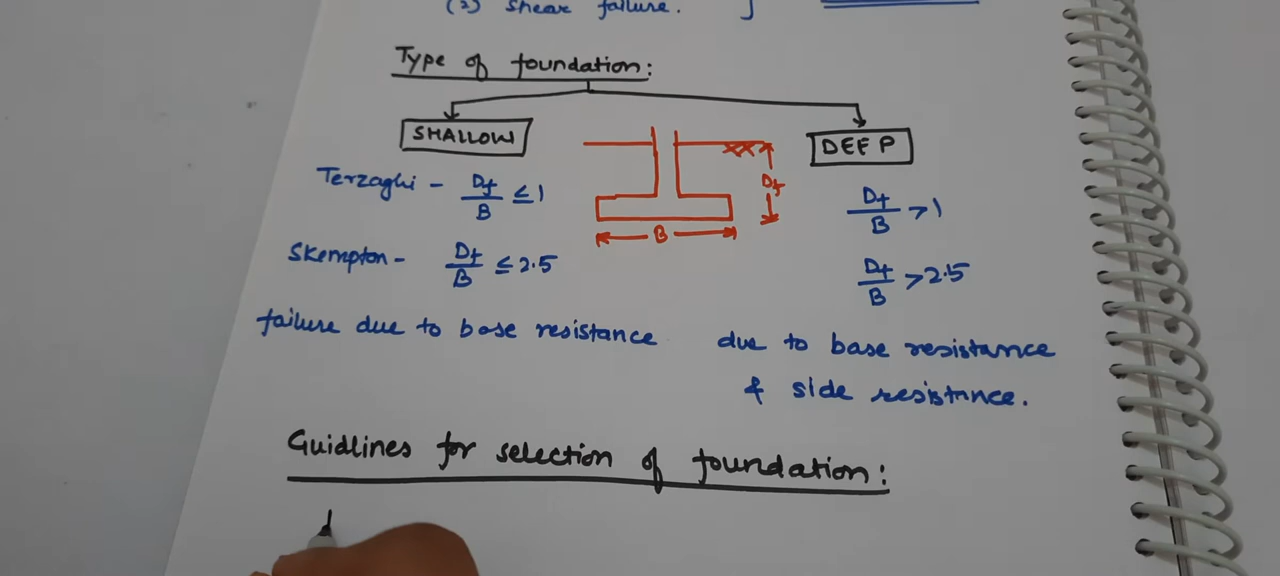 (2) Shear failure.
Type of foundation:
SHALLOW
DEEP
Terzaghi - Df/B ≤ 1
Df
Df/B > 1
B
Skempton - Df/B ≤ 2.5
Df/B > 2.5
failure due to base resistance
due to base resistance
& side resistance.
Guidlines for selection of foundation: